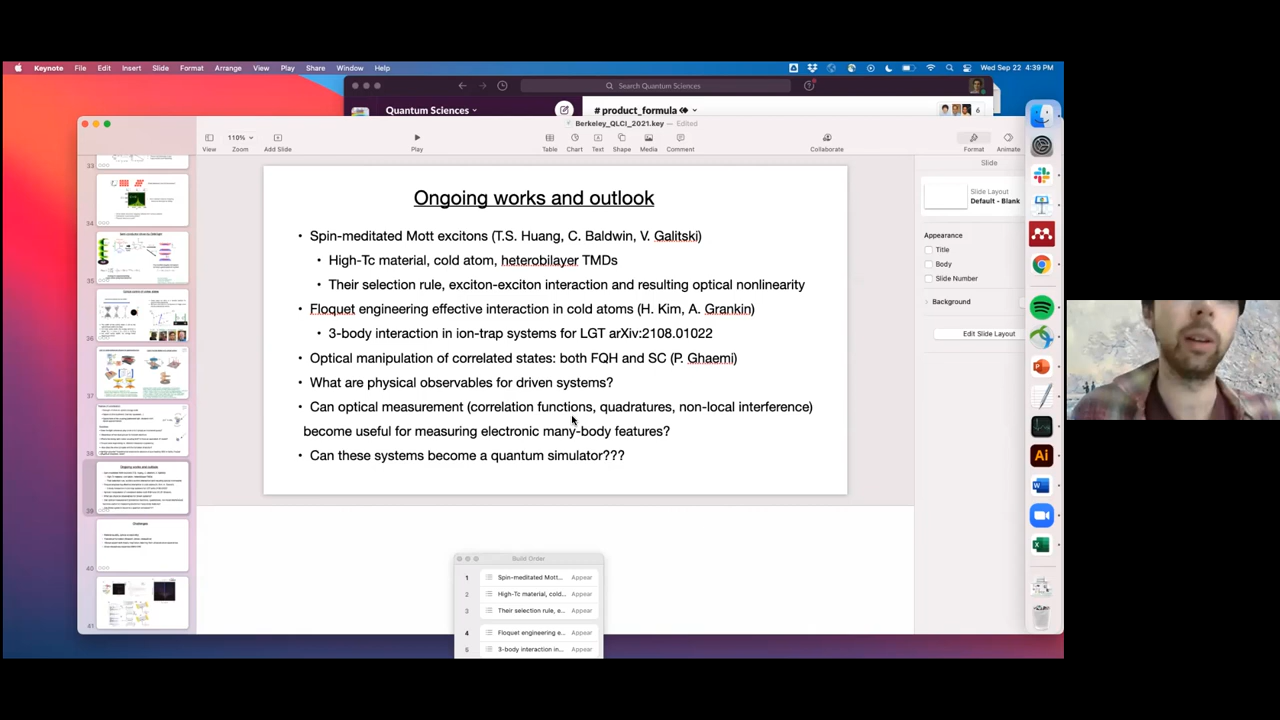 Keynote File Edit Insert Slide Format Arrange View Play Share Window Help
Wed Sep 22 4:39 PM
Search Quantum Sciences
Quantum Sciences
# product_formula
6
Berkeley_QLCI_2021.key — Edited
110%
View Zoom Add Slide Play Table Chart Text Shape Media Comment Collaborate Format Animate
33
34
35
36
37
38
39
40
41
Ongoing works and outlook
• Spin-meditated Mott excitons (T.S. Huang, C. Baldwin, V. Galitski)
• High-Tc material, cold atom, heterobilayer TMDs
• Their selection rule, exciton-exciton interaction and resulting optical nonlinearity
• Floquet engineering effective interaction in cold atoms (H. Kim, A. Grankin)
• 3-body interaction in ion trap systems for LGT arXiv:2108.01022
• Optical manipulation of correlated states: both FQH and SC (P. Ghaemi)
• What are physical observables for driven systems?
• Can optical measurement (correlation functions, quadratures, non-local interference
become useful in measuring electronic many-body features?
• Can these systems become a quantum simulator???
Slide
Slide Layout
Default - Blank
Appearance
Title
Body
Slide Number
Background
Edit Slide Layout
Build Order
1 Spin-meditated Mott... Appear
2 High-Tc material, cold... Appear
3 Their selection rule, e... Appear
4 Floquet engineering e... Appear
5 3-body interaction in... Appear